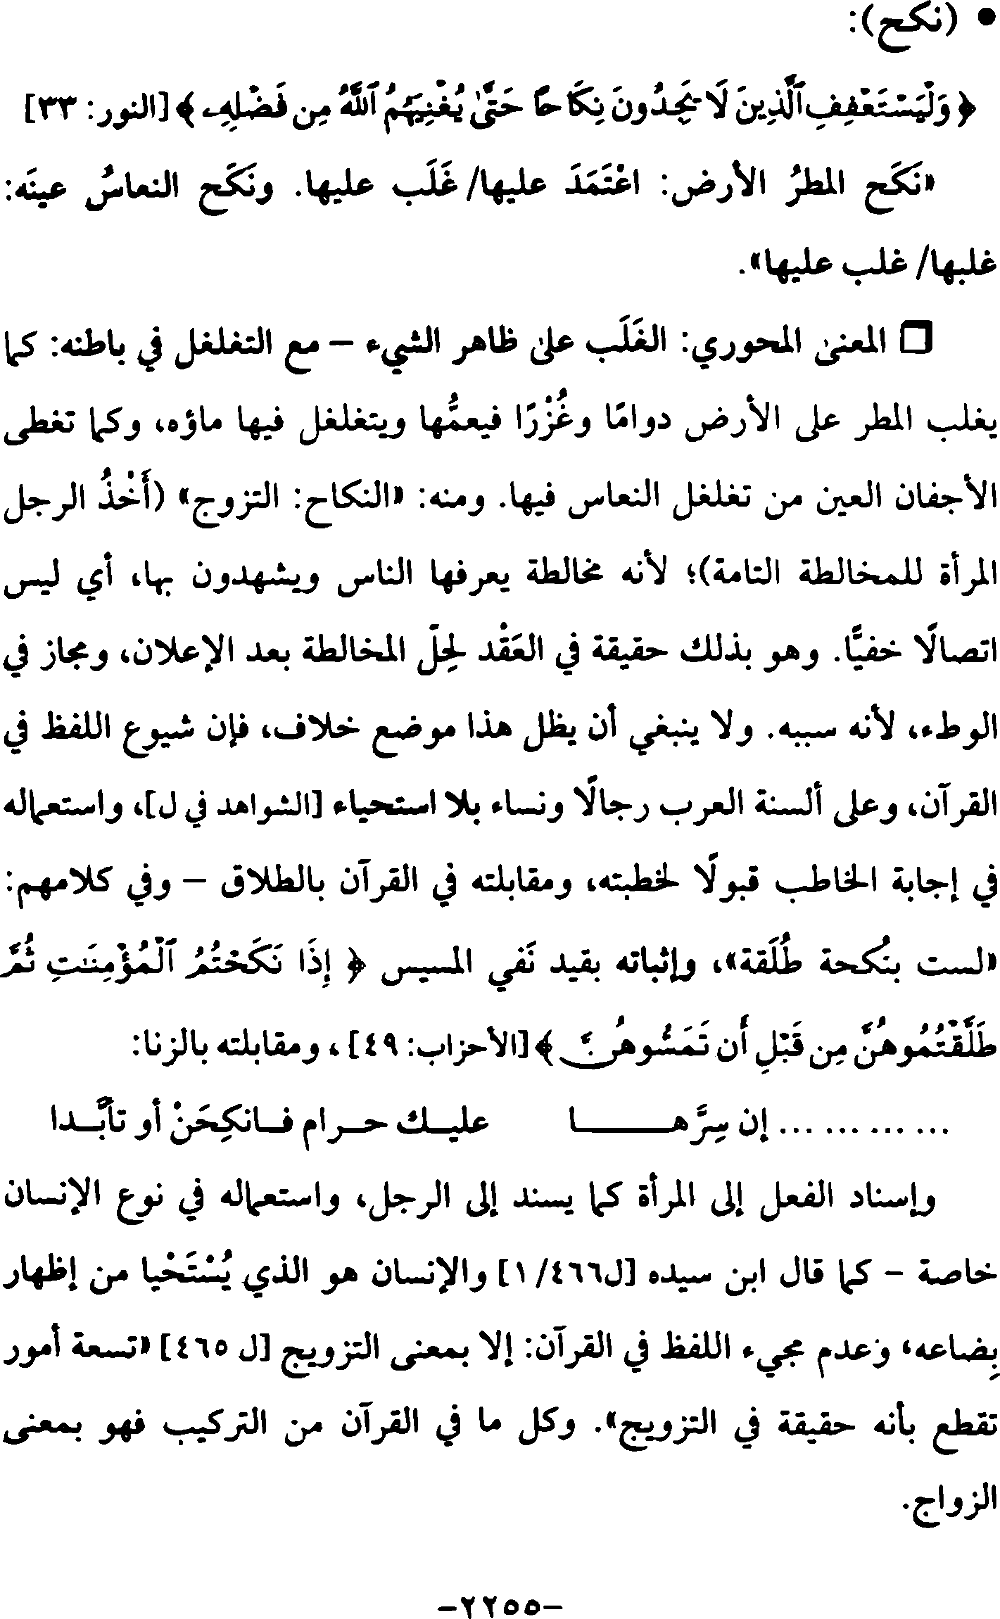 • (نكح):
﴿ وَلْيَسْتَعْفِفِ ٱلَّذِينَ لَا يَجِدُونَ نِكَاحًا حَتَّىٰ يُغْنِيَهُمُ ٱللَّهُ مِن فَضْلِهِۦ ﴾ [النور: ٣٣]
«نَكَح المطرُ الأرض: اعْتَمَدَ عليها/ غَلَب عليها. ونَكَح النعاسُ عينَه:
غلبها/ غلب عليها».
❒ المعنى المحوري: الغَلَب على ظاهر الشيء – مع التغلغل في باطنه: كما
يغلب المطر على الأرض دوامًا وغُزْرًا فيعمُّها ويتغلغل فيها ماؤه، وكما تغطى
الأجفان العين من تغلغل النعاس فيها. ومنه: «النكاح: التزوج» (أَخْذُ الرجل
المرأة للمخالطة التامة)؛ لأنه مخالطة يعرفها الناس ويشهدون بها، أي ليس
اتصالًا خفيًّا. وهو بذلك حقيقة في العَقْد لِحِلّ المخالطة بعد الإعلان، ومجاز في
الوطء، لأنه سببه. ولا ينبغي أن يظل هذا موضع خلاف، فإن شيوع اللفظ في
القرآن، وعلى ألسنة العرب رجالًا ونساء بلا استحياء [الشواهد في ل]، واستعماله
في إجابة الخاطب قبولًا لخطبته، ومقابلته في القرآن بالطلاق – وفي كلامهم:
«لست بنُكحة طُلَقة»، وإثباته بقيد نَفي المسيس ﴿ إِذَا نَكَحْتُمُ ٱلْمُؤْمِنَٰتِ ثُمَّ
طَلَّقْتُمُوهُنَّ مِن قَبْلِ أَن تَمَسُّوهُنَّ ﴾ [الأحزاب: ٤٩]، ومقابلته بالزنا:
... ... ... ... إن سِرَّهـــا عليـك حـرام فـانكِحَنْ أو تأبَّـدا
وإسناد الفعل إلى المرأة كما يسند إلى الرجل، واستعماله في نوع الإنسان
خاصة – كما قال ابن سيده [ل٤٦٦/ ١] والإنسان هو الذي يُسْتَحْيا من إظهار
بِضاعه، وعدم مجيء اللفظ في القرآن: إلا بمعنى التزويج [ل ٤٦٥] «تسعة أمور
تقطع بأنه حقيقة في التزويج». وكل ما في القرآن من التركيب فهو بمعنى
الزواج.
-٢٢٥٥-